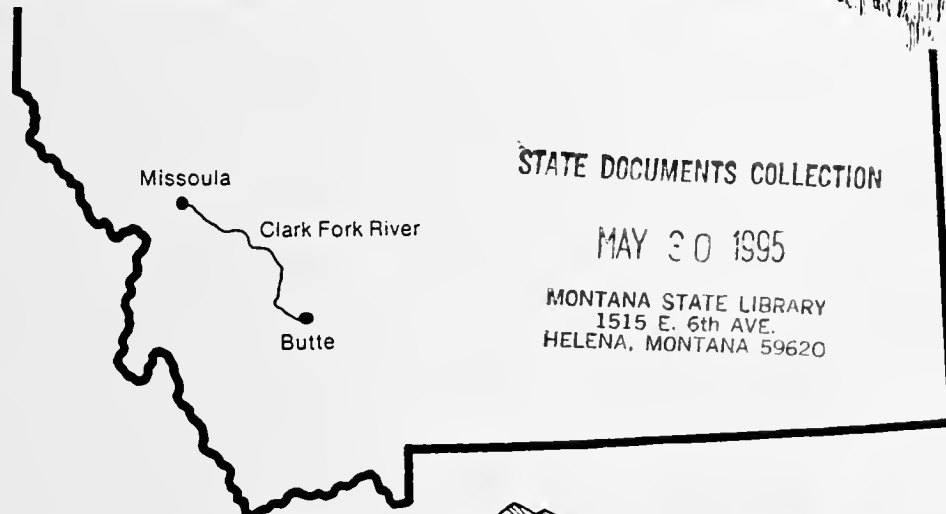 Missoula
Clark Fork River
Butte
STATE DOCUMENTS COLLECTION
MAY 30 1995
MONTANA STATE LIBRARY
1515 E. 6th AVE.
HELENA, MONTANA 59620